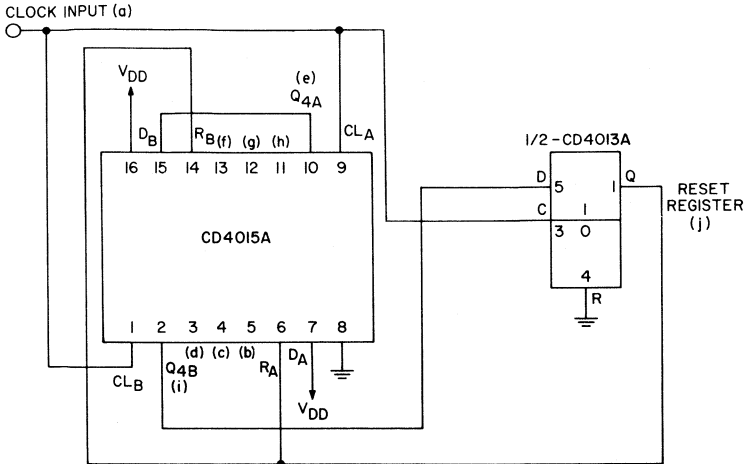 CLOCK INPUT (a)
VDD
(e)
Q4A
DB
RB (f) (g) (h)
CLA
16 15 14 13 12 11 10 9
CD4015A
1 2 3 4 5 6 7 8
(d) (c) (b)
CLB
Q4B
(i)
RA
DA
VDD
1/2-CD4013A
D 5 1 Q
C 1
3 0
4
R
RESET
REGISTER
(j)